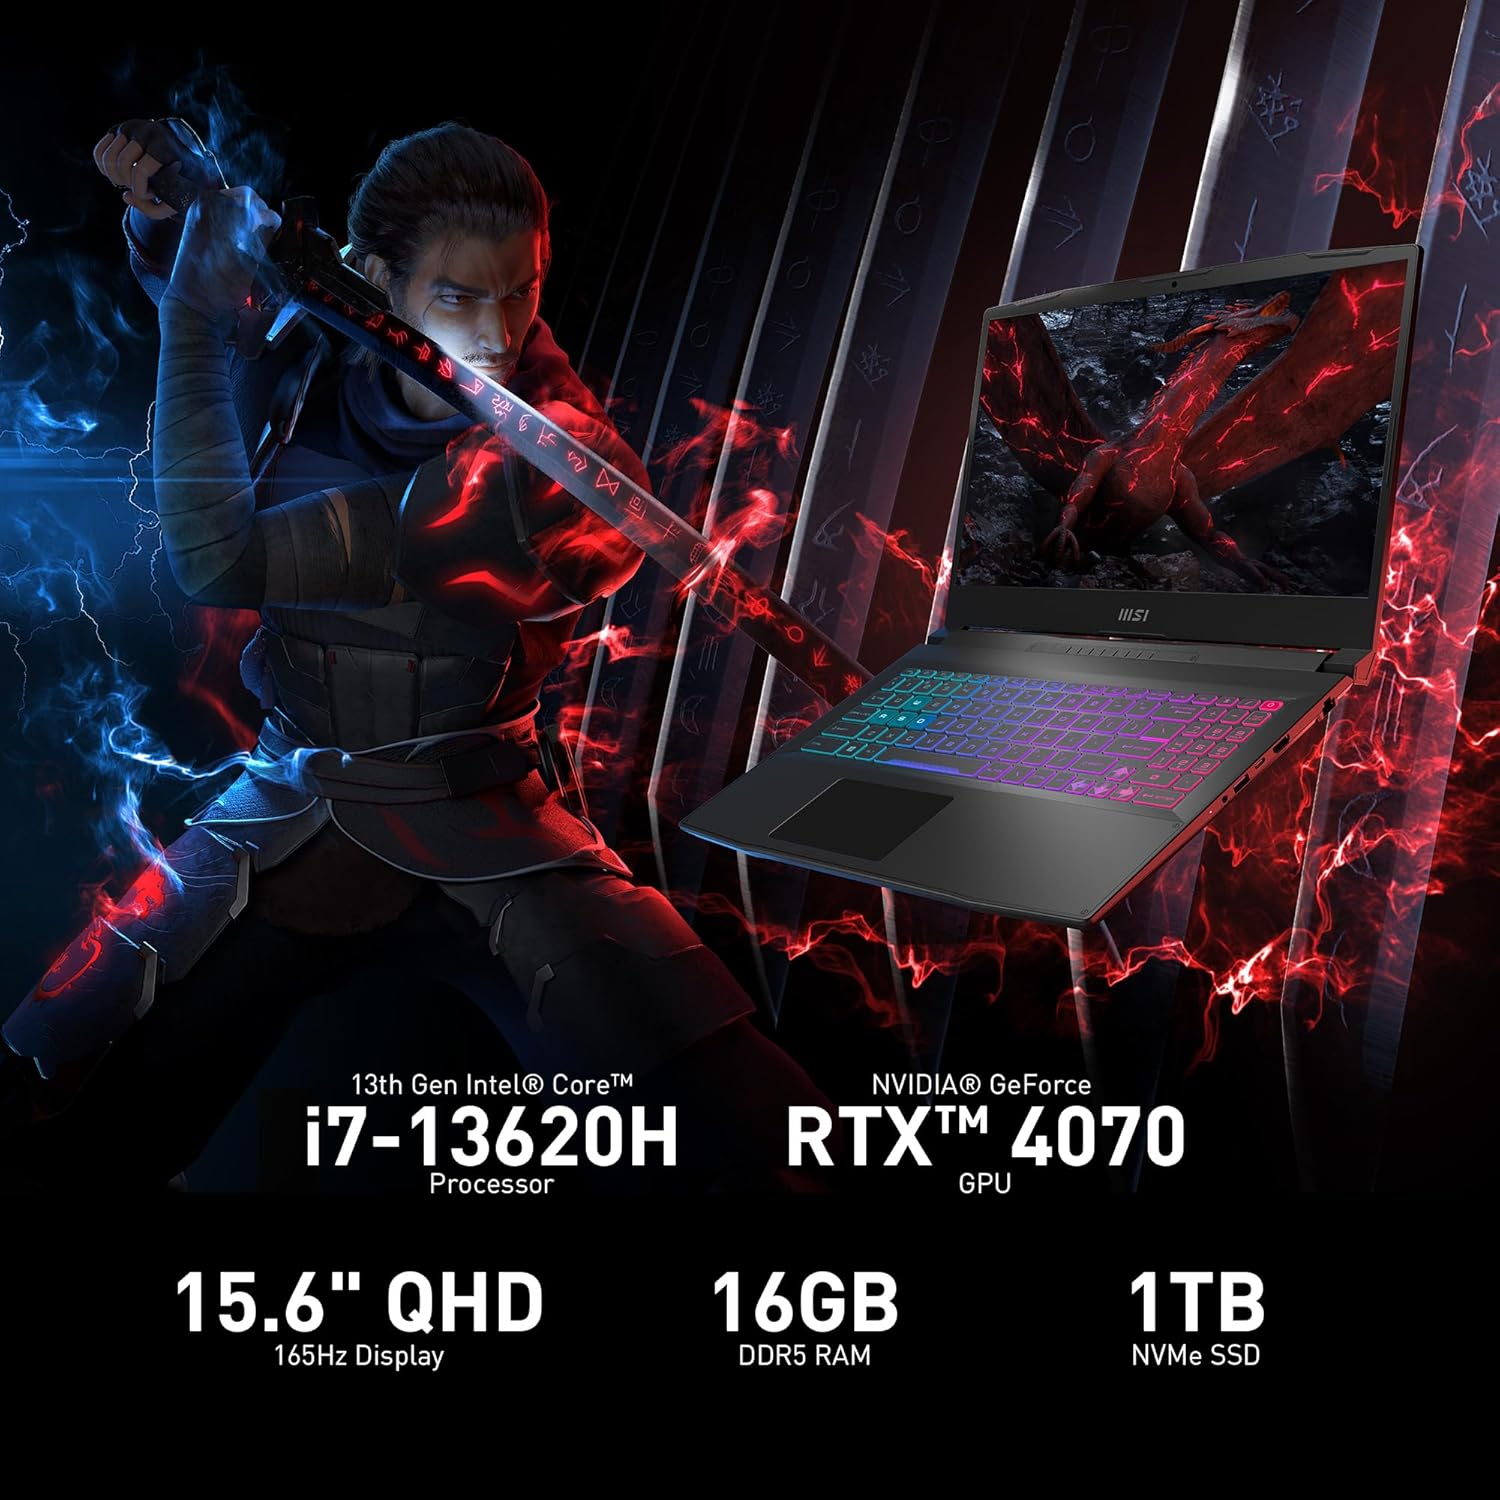 msi
13th Gen Intel® Core™
i7-13620H
Processor
NVIDIA® GeForce
RTX™ 4070
GPU
15.6" QHD
165Hz Display
16GB
DDR5 RAM
1TB
NVMe SSD